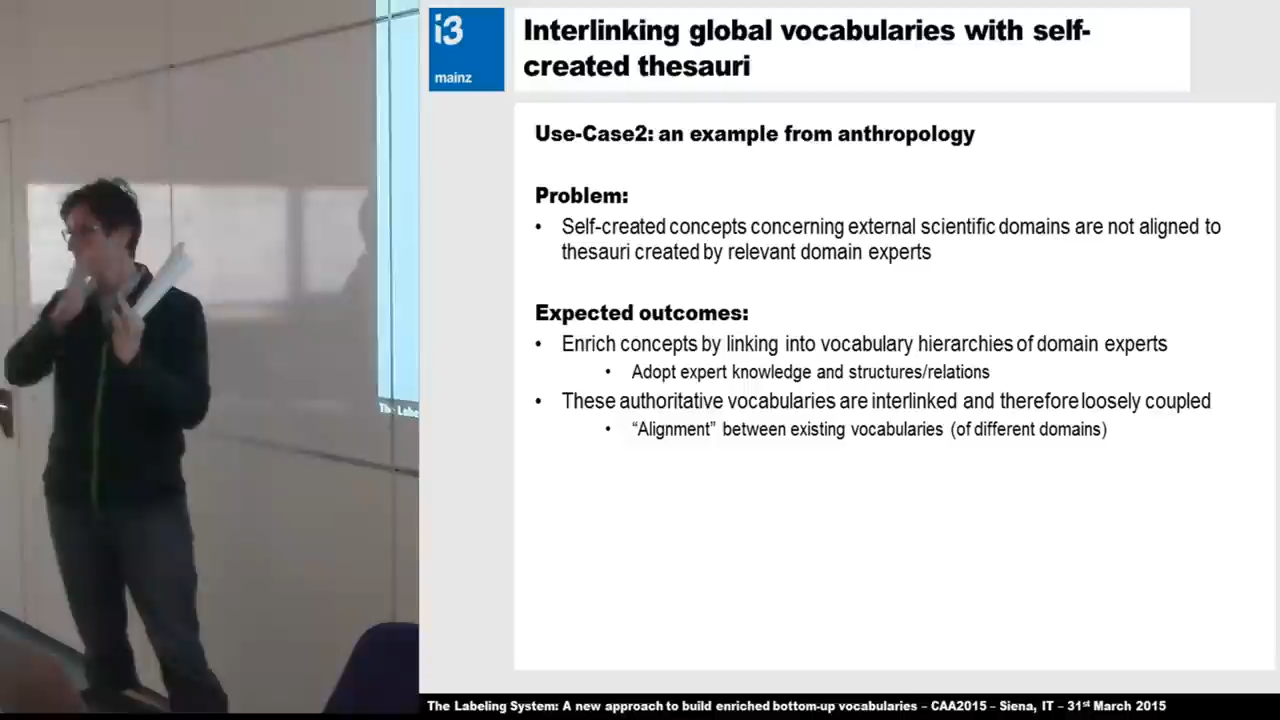 i3
mainz
Interlinking global vocabularies with self-
created thesauri
Use-Case2: an example from anthropology
Problem:
• Self-created concepts concerning external scientific domains are not aligned to
thesauri created by relevant domain experts
Expected outcomes:
• Enrich concepts by linking into vocabulary hierarchies of domain experts
• Adopt expert knowledge and structures/relations
• These authoritative vocabularies are interlinked and therefore loosely coupled
• “Alignment” between existing vocabularies (of different domains)
The Labe
The Labeling System: A new approach to build enriched bottom-up vocabularies – CAA2015 – Siena, IT – 31st March 2015